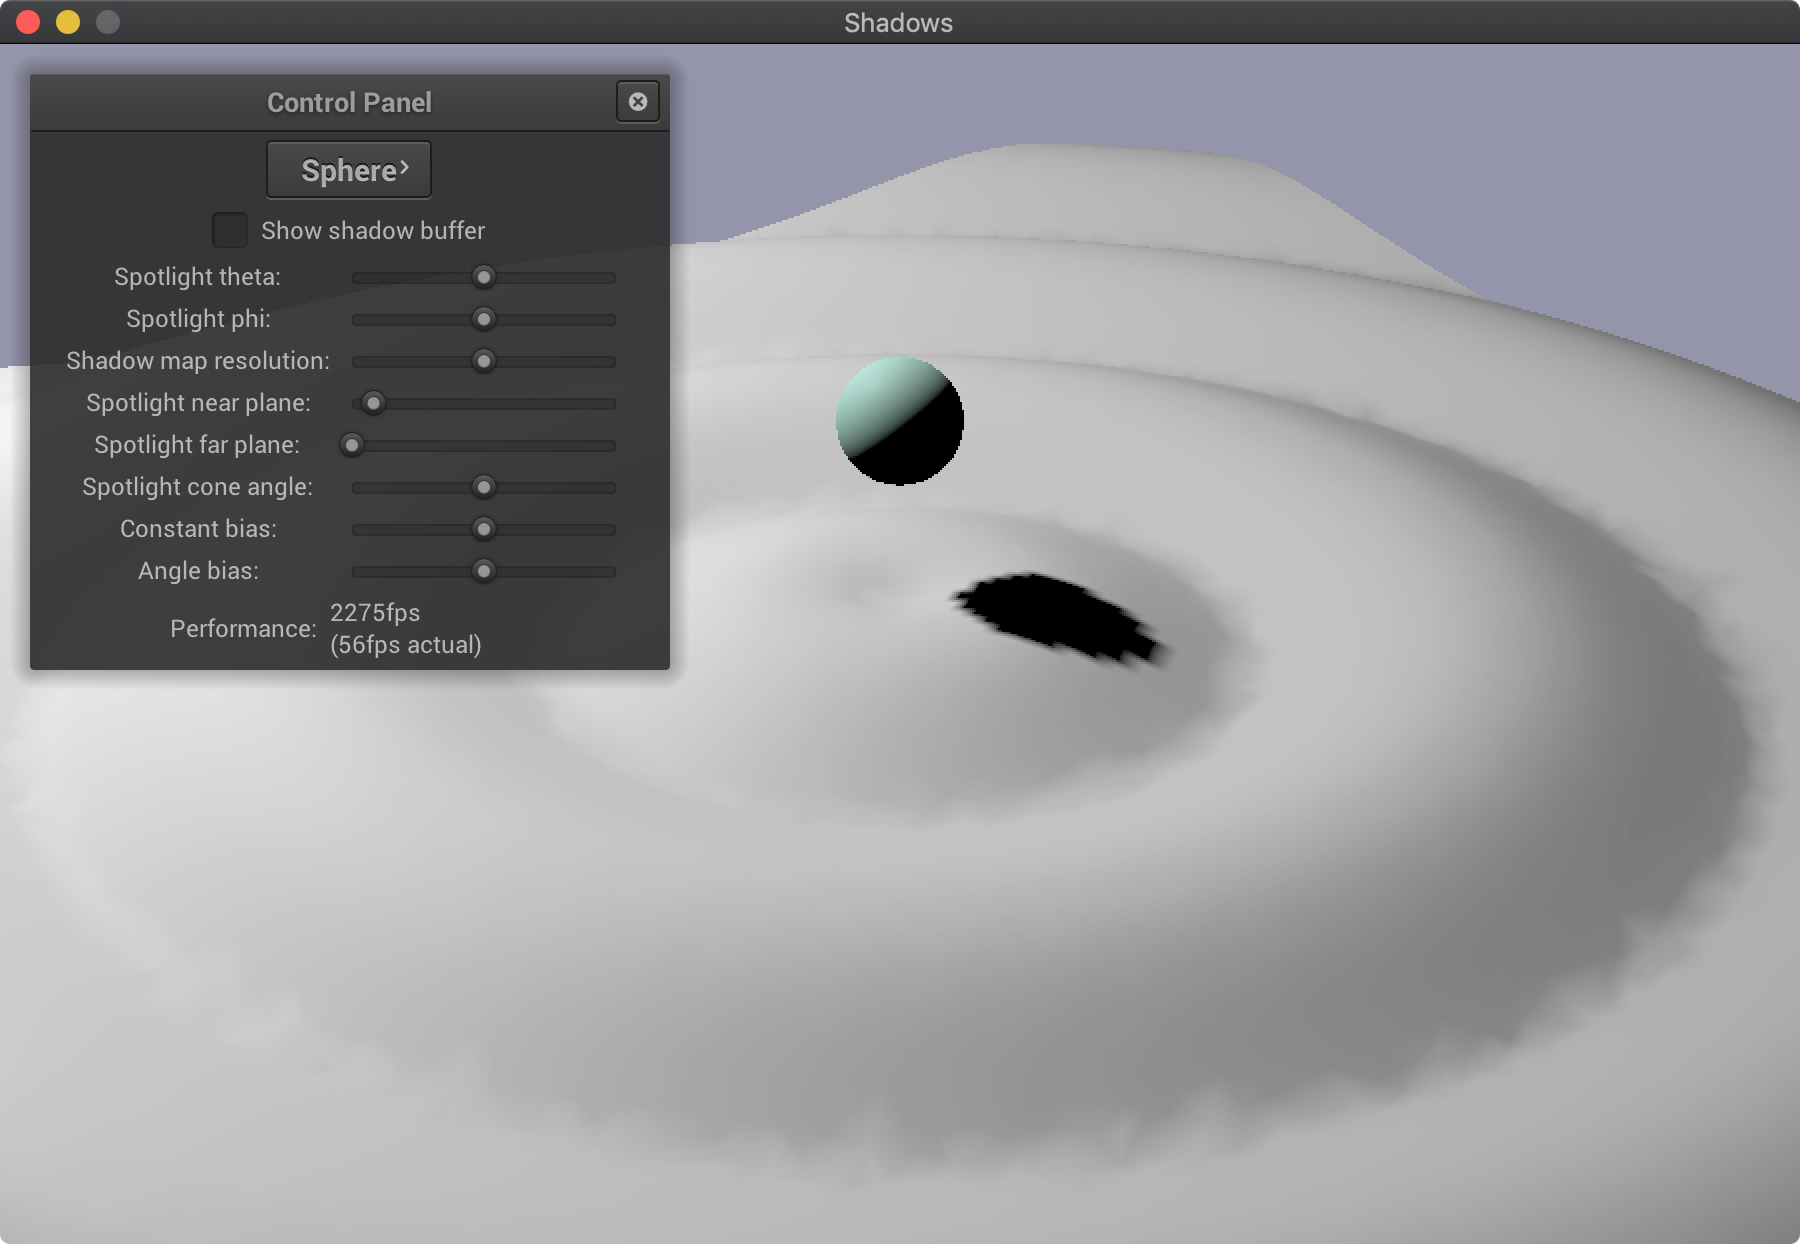 Shadows
Control Panel
Sphere
Show shadow buffer
Spotlight theta:
Spotlight phi:
Shadow map resolution:
Spotlight near plane:
Spotlight far plane:
Spotlight cone angle:
Constant bias:
Angle bias:
Performance: 2275fps
(56fps actual)